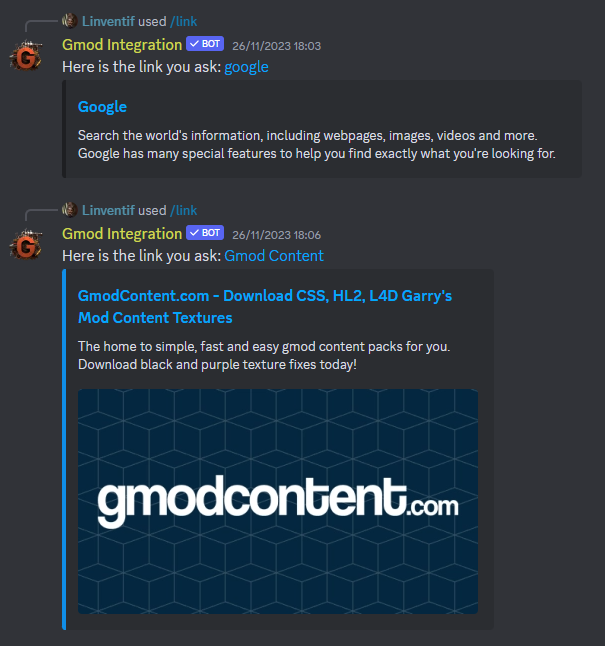 Linventif used /link
Gmod Integration BOT 26/11/2023 18:03
Here is the link you ask: google
Google
Search the world's information, including webpages, images, videos and more.
Google has many special features to help you find exactly what you're looking for.
Linventif used /link
Gmod Integration BOT 26/11/2023 18:06
Here is the link you ask: Gmod Content
GmodContent.com - Download CSS, HL2, L4D Garry's
Mod Content Textures
The home to simple, fast and easy gmod content packs for you.
Download black and purple texture fixes today!
gmodcontent.com